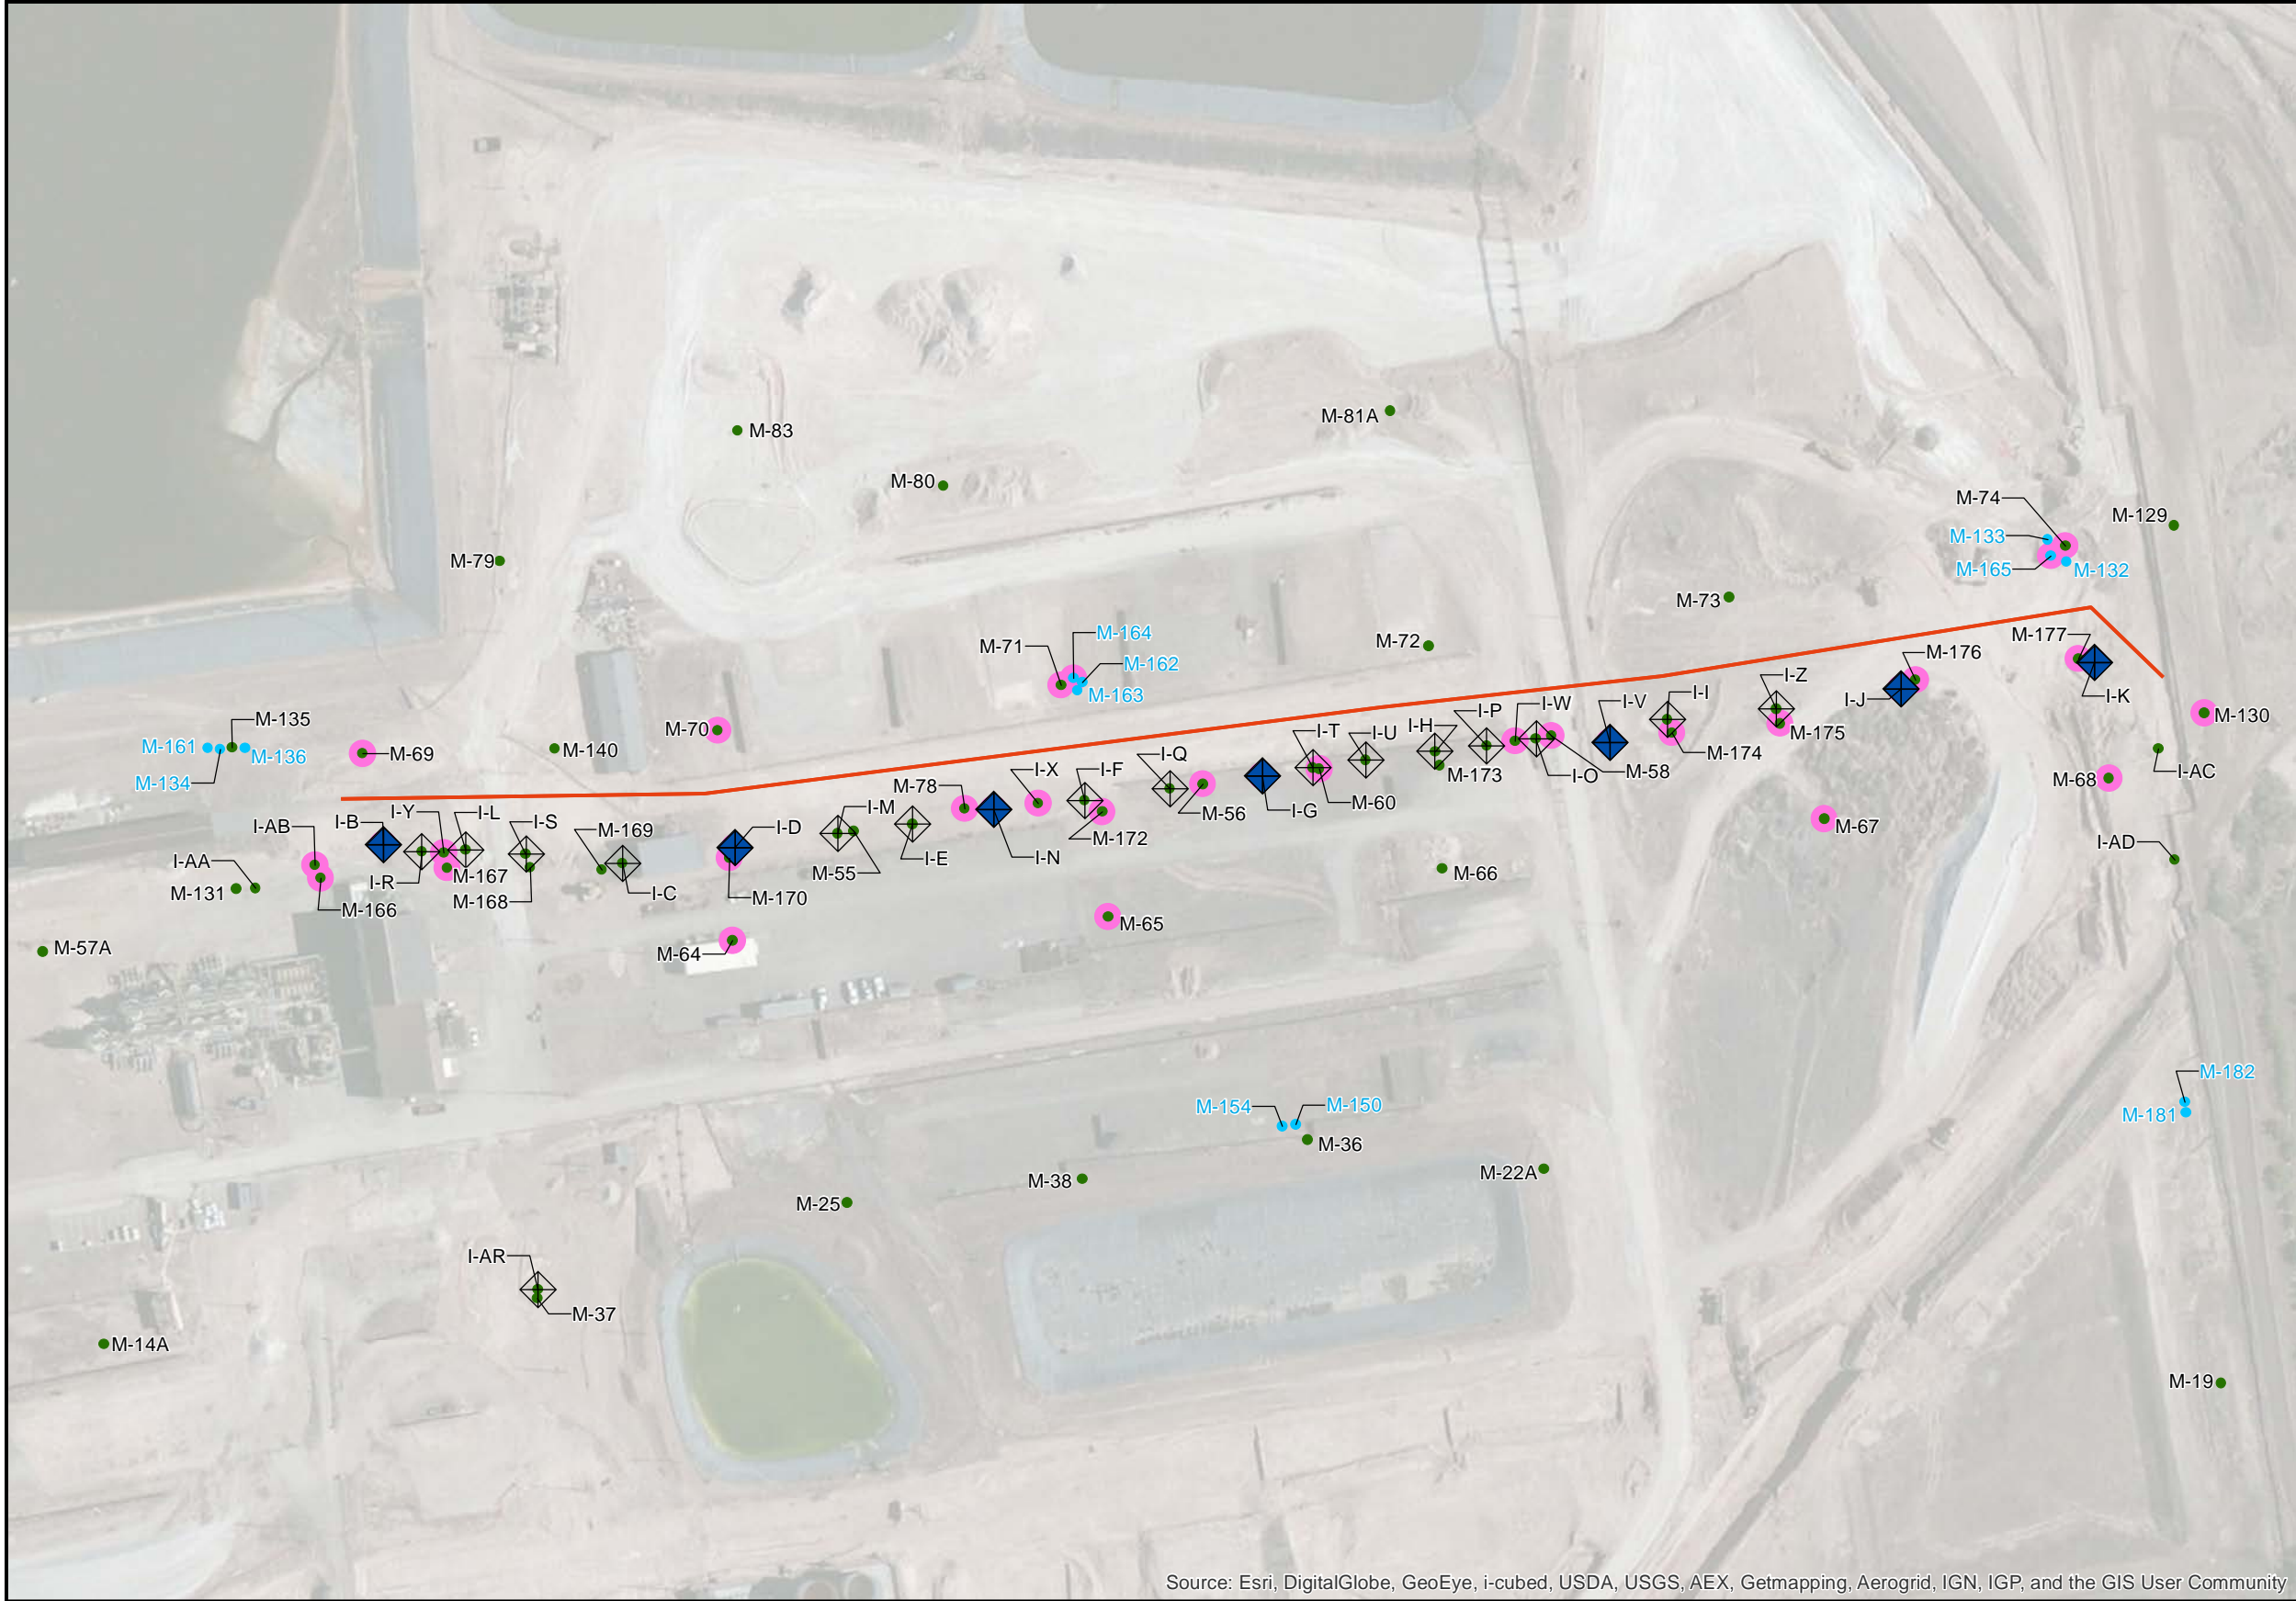 M-81A
M-83
M-80
M-74
M-129
M-133
M-79
M-165
M-132
M-73
M-164
M-177
M-72
M-71
M-176
M-162
M-163
I-Z
I-I
I-J
I-K
I-W
I-V
I-P
M-130
M-135
M-70
I-H
I-T
I-U
M-175
M-161
M-69
M-140
M-136
I-Q
M-174
M-134
I-X
I-F
M-173
I-O
M-58
I-AC
M-68
M-78
M-60
I-M
I-Y
I-L
I-S
I-B
I-AB
M-169
I-D
M-56
I-G
M-67
M-172
I-AD
I-E
I-N
I-AA
M-55
M-66
M-131
I-R
M-167
M-168
I-C
M-170
M-166
M-65
M-57A
M-64
M-182
M-154
M-150
M-181
M-36
M-22A
M-38
M-25
I-AR
M-37
M-14A
M-19
Source: Esri, DigitalGlobe, GeoEye, i-cubed, USDA, USGS, AEX, Getmapping, Aerogrid, IGN, IGP, and the GIS User Community